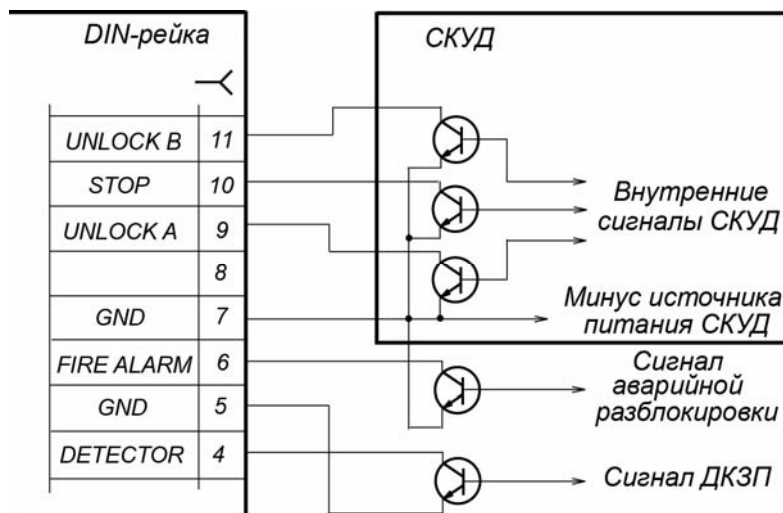 DIN-рейка
СКУД
UNLOCK B 11
STOP 10
UNLOCK A 9
8
GND 7
FIRE ALARM 6
GND 5
DETECTOR 4
Внутренние
сигналы СКУД
Минус источника
питания СКУД
Сигнал
аварийной
разблокировки
Сигнал ДКЗП